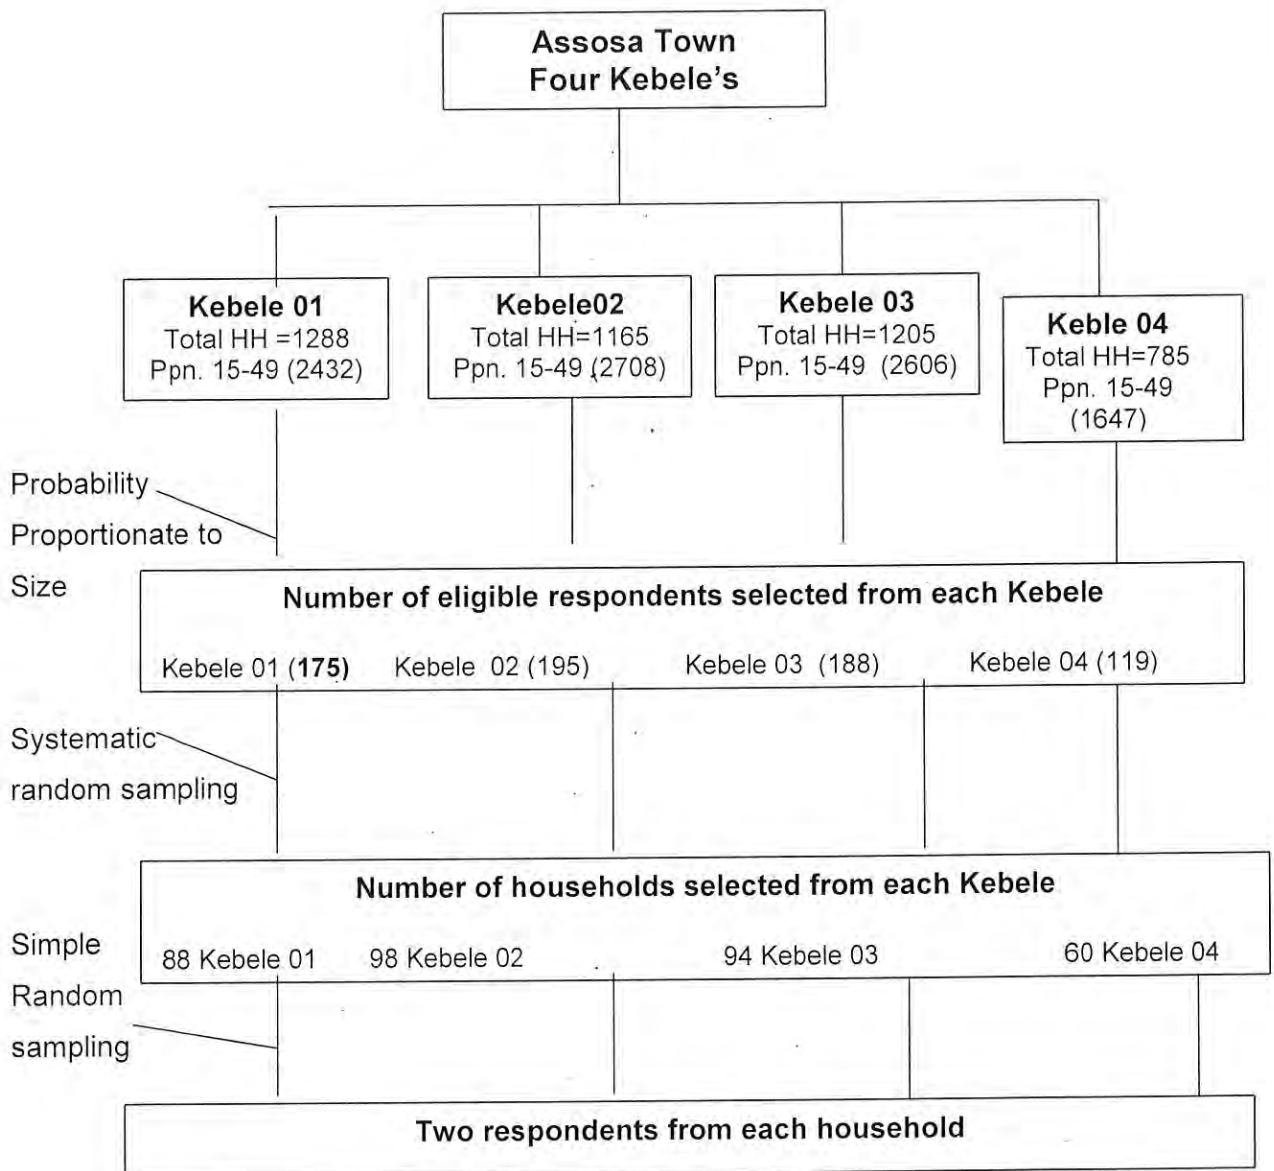 Assosa Town
Four Kebele's
Kebele 01
Total HH =1288
Ppn. 15-49 (2432)
Kebele02
Total HH=1165
Ppn. 15-49 (2708)
Kebele 03
Total HH=1205
Ppn. 15-49 (2606)
Keble 04
Total HH=785
Ppn. 15-49
(1647)
Probability
Proportionate to
Size
Number of eligible respondents selected from each Kebele
Kebele 01 (175) Kebele 02 (195) Kebele 03 (188) Kebele 04 (119)
Systematic
random sampling
Number of households selected from each Kebele
88 Kebele 01 98 Kebele 02 94 Kebele 03 60 Kebele 04
Simple
Random
sampling
Two respondents from each household